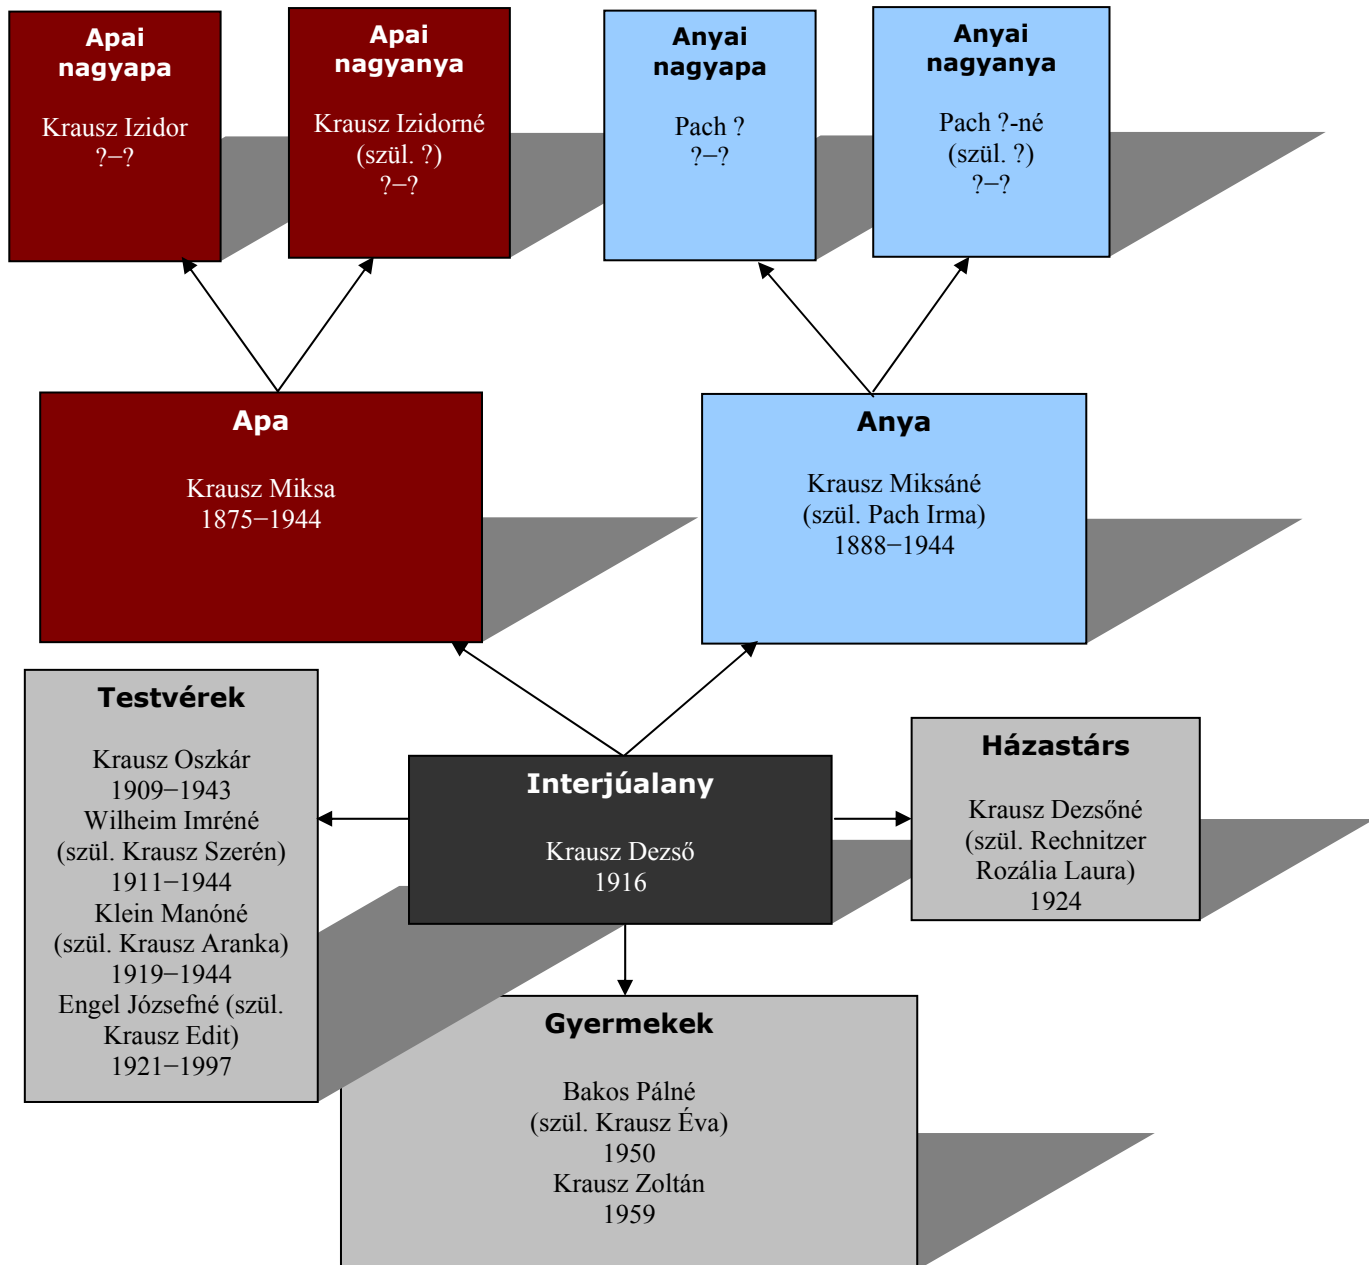 Apai
nagyapa
Krausz Izidor
?−?
Apai
nagyanya
Krausz Izidorné
(szül. ?)
?−?
Anyai
nagyapa
Pach ?
?−?
Anyai
nagyanya
Pach ?-né
(szül. ?)
?−?
Apa
Krausz Miksa
1875−1944
Anya
Krausz Miksáné
(szül. Pach Irma)
1888−1944
Testvérek
Krausz Oszkár
1909−1943
Wilheim Imréné
(szül. Krausz Szerén)
1911−1944
Klein Manóné
(szül. Krausz Aranka)
1919−1944
Engel Józsefné (szül.
Krausz Edit)
1921−1997
Interjúalany
Krausz Dezső
1916
Házastárs
Krausz Dezsőné
(szül. Rechnitzer
Rozália Laura)
1924
Gyermekek
Bakos Pálné
(szül. Krausz Éva)
1950
Krausz Zoltán
1959